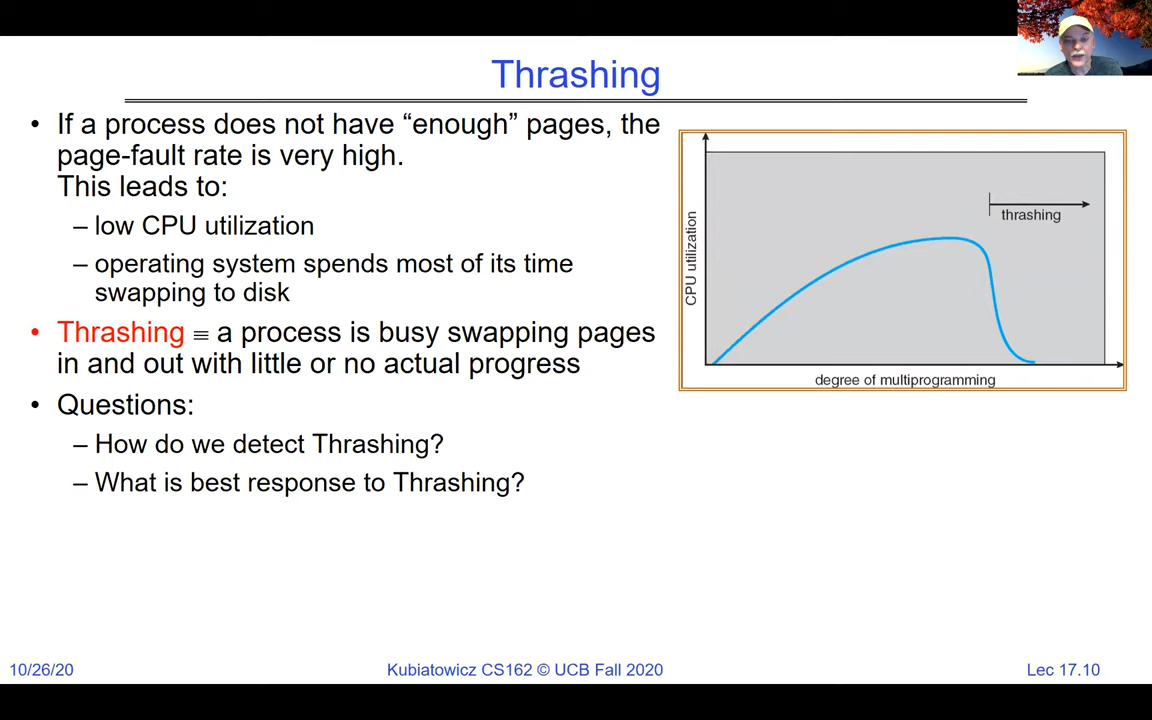 Thrashing
• If a process does not have “enough” pages, the
page-fault rate is very high.
This leads to:
– low CPU utilization
– operating system spends most of its time
swapping to disk
• Thrashing ≡ a process is busy swapping pages
in and out with little or no actual progress
• Questions:
– How do we detect Thrashing?
– What is best response to Thrashing?
CPU utilization
thrashing
degree of multiprogramming
10/26/20
Kubiatowicz CS162 © UCB Fall 2020
Lec 17.10